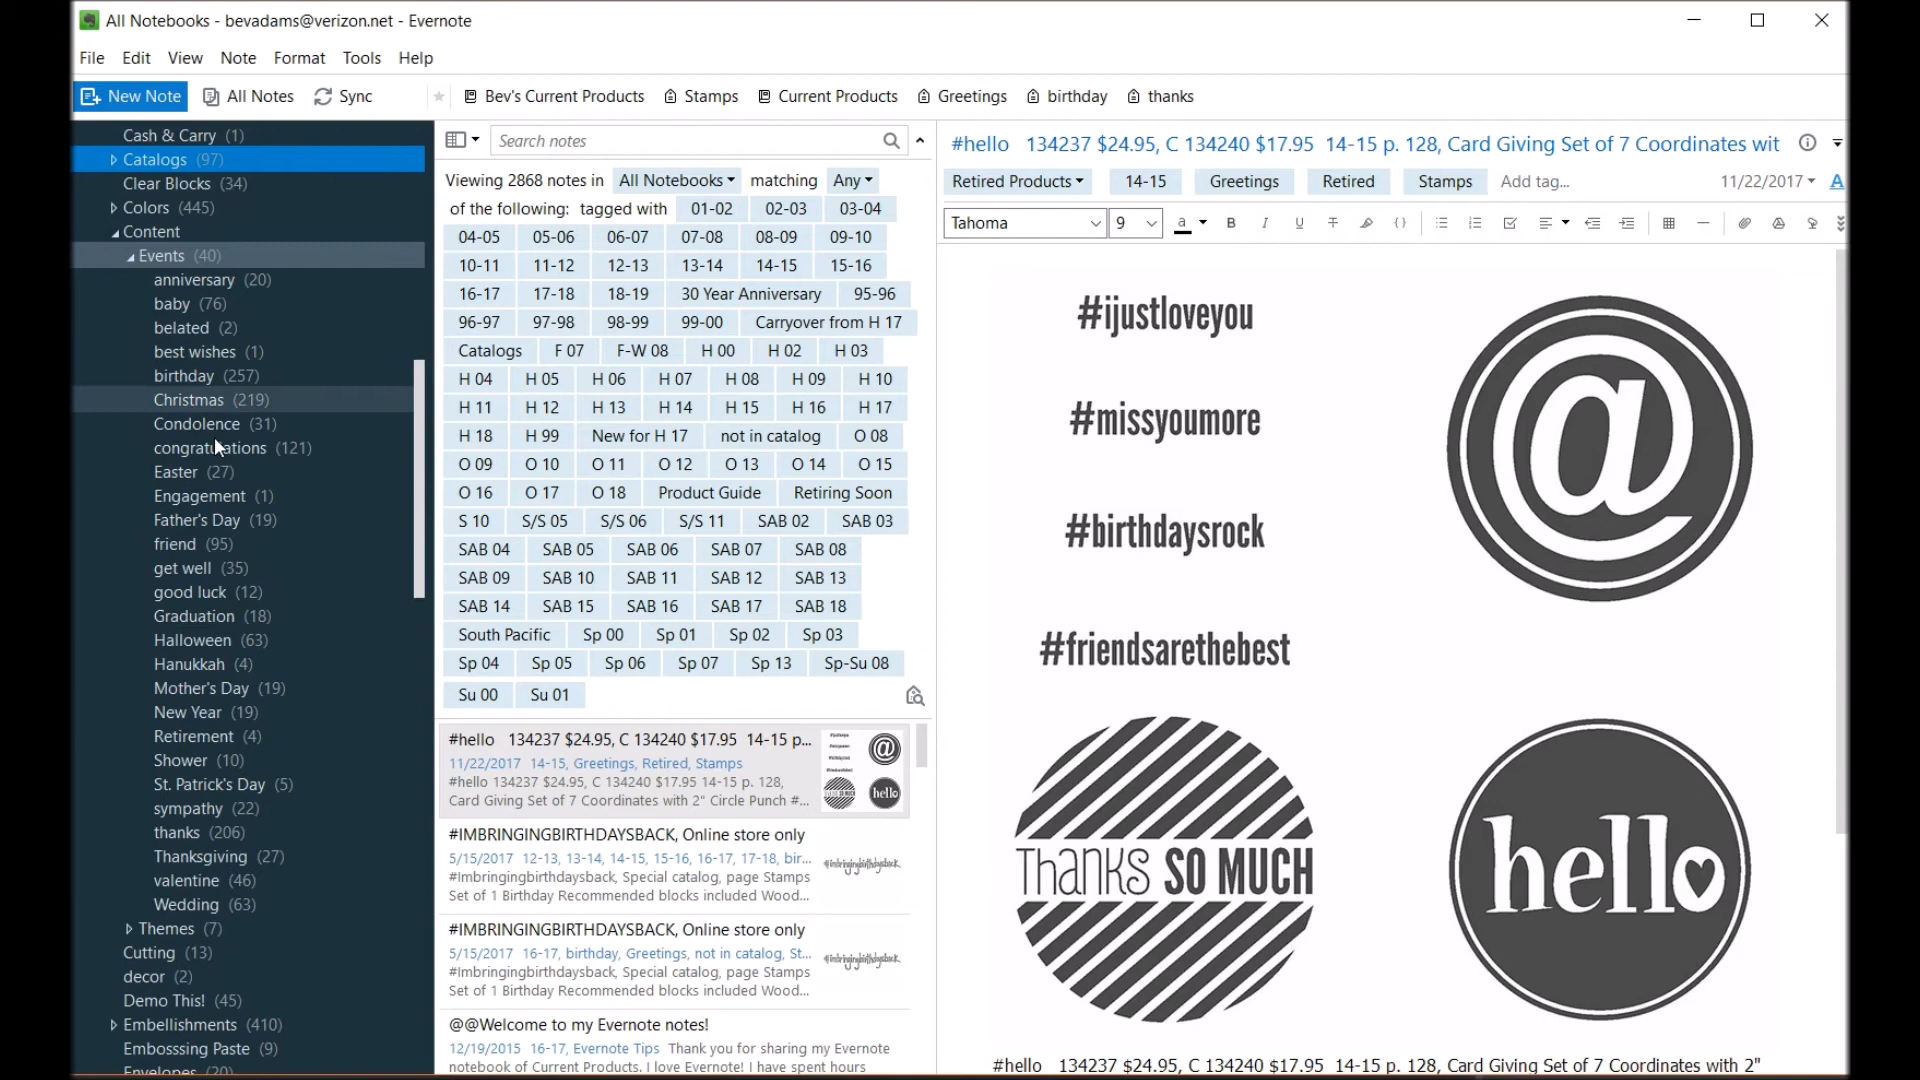 All Notebooks - bevadams@verizon.net - Evernote
File Edit View Note Format Tools Help
New Note All Notes Sync Bev's Current Products Stamps Current Products Greetings birthday thanks
Cash & Carry (1)
Catalogs (97)
Clear Blocks (34)
Colors (445)
Content
Events (40)
anniversary (20)
baby (76)
belated (2)
best wishes (1)
birthday (257)
Christmas (219)
Condolence (31)
congratulations (121)
Easter (27)
Engagement (1)
Father's Day (19)
friend (95)
get well (35)
good luck (12)
Graduation (18)
Halloween (63)
Hanukkah (4)
Mother's Day (19)
New Year (19)
Retirement (4)
Shower (10)
St. Patrick's Day (5)
sympathy (22)
thanks (206)
Thanksgiving (27)
valentine (46)
Wedding (63)
Themes (7)
Cutting (13)
decor (2)
Demo This! (45)
Embellishments (410)
Embosssing Paste (9)
Envelopes (20)
Search notes
Viewing 2868 notes in All Notebooks matching Any
of the following: tagged with 01-02 02-03 03-04
04-05 05-06 06-07 07-08 08-09 09-10
10-11 11-12 12-13 13-14 14-15 15-16
16-17 17-18 18-19 30 Year Anniversary 95-96
96-97 97-98 98-99 99-00 Carryover from H 17
Catalogs F 07 F-W 08 H 00 H 02 H 03
H 04 H 05 H 06 H 07 H 08 H 09 H 10
H 11 H 12 H 13 H 14 H 15 H 16 H 17
H 18 H 99 New for H 17 not in catalog O 08
O 09 O 10 O 11 O 12 O 13 O 14 O 15
O 16 O 17 O 18 Product Guide Retiring Soon
S 10 S/S 05 S/S 06 S/S 11 SAB 02 SAB 03
SAB 04 SAB 05 SAB 06 SAB 07 SAB 08
SAB 09 SAB 10 SAB 11 SAB 12 SAB 13
SAB 14 SAB 15 SAB 16 SAB 17 SAB 18
South Pacific Sp 00 Sp 01 Sp 02 Sp 03
Sp 04 Sp 05 Sp 06 Sp 07 Sp 13 Sp-Su 08
Su 00 Su 01
#hello 134237 $24.95, C 134240 $17.95 14-15 p...
11/22/2017 14-15, Greetings, Retired, Stamps
#hello 134237 $24.95, C 134240 $17.95 14-15 p. 128,
Card Giving Set of 7 Coordinates with 2" Circle Punch #...
#IMBRINGINGBIRTHDAYSBACK, Online store only
5/15/2017 12-13, 13-14, 14-15, 15-16, 16-17, 17-18, bir...
#Imbringingbirthdaysback, Special catalog, page Stamps
Set of 1 Birthday Recommended blocks included Wood...
#imbringingbirthdaysback
#IMBRINGINGBIRTHDAYSBACK, Online store only
5/15/2017 16-17, birthday, Greetings, not in catalog, St...
#Imbringingbirthdaysback, Special catalog, page Stamps
Set of 1 Birthday Recommended blocks included Wood...
#imbringingbirthdaysback
@@Welcome to my Evernote notes!
12/19/2015 16-17, Evernote Tips Thank you for sharing my Evernote
notebook of Current Products. I love Evernote! I have spent hours
#hello 134237 $24.95, C 134240 $17.95 14-15 p. 128, Card Giving Set of 7 Coordinates wit
Retired Products 14-15 Greetings Retired Stamps Add tag... 11/22/2017
Tahoma 9 a B I U T
#ijustloveyou
#missyoumore
#birthdaysrock
#friendsarethebest
@
THANKS SO MUCH
hello
#hello 134237 $24.95, C 134240 $17.95 14-15 p. 128, Card Giving Set of 7 Coordinates with 2"